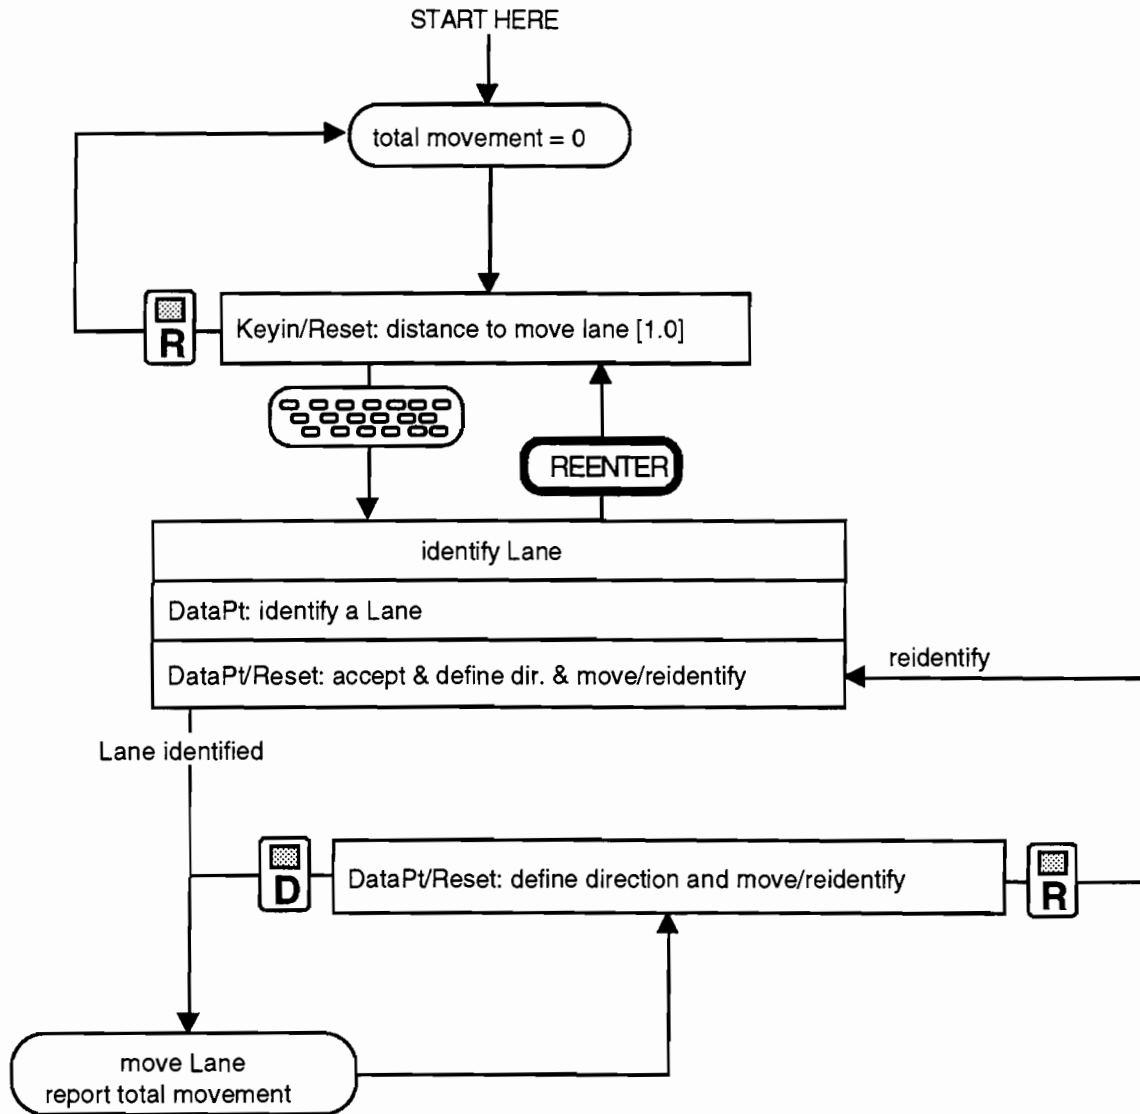 START HERE
total movement = 0
R
Keyin/Reset: distance to move lane [1.0]
REENTER
identify Lane
DataPt: identify a Lane
DataPt/Reset: accept & define dir. & move/reidentify
reidentify
Lane identified
D
DataPt/Reset: define direction and move/reidentify
R
move Lane
report total movement